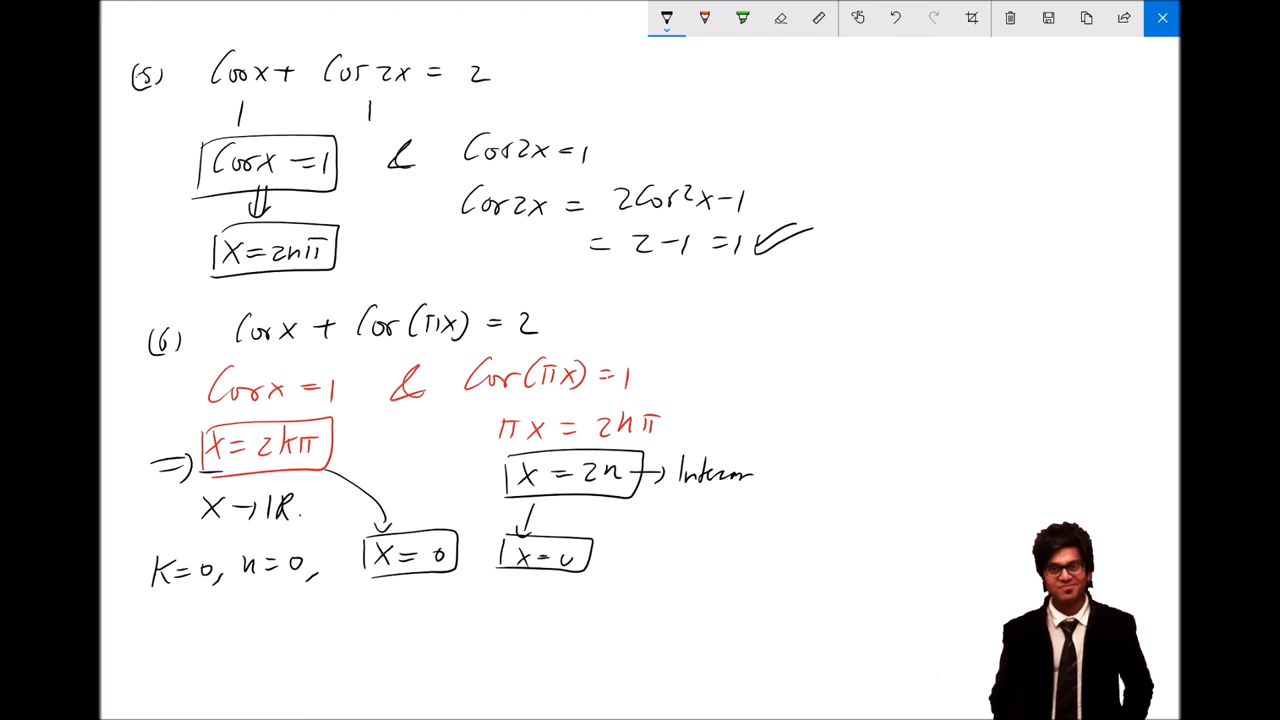 (5) Cosx + Cos2x = 2
1 1
Cosx = 1 & Cos2x = 1
Cos2x = 2Cos²x - 1
x = 2nπ
= 2 - 1 = 1 ✓
(6) Cosx + Cos(πx) = 2
Cosx = 1 & Cos(πx) = 1
πx = 2nπ
=> x = 2kπ
x = 2n →
x → IR.
K = 0, n = 0, x = 0 x = 0